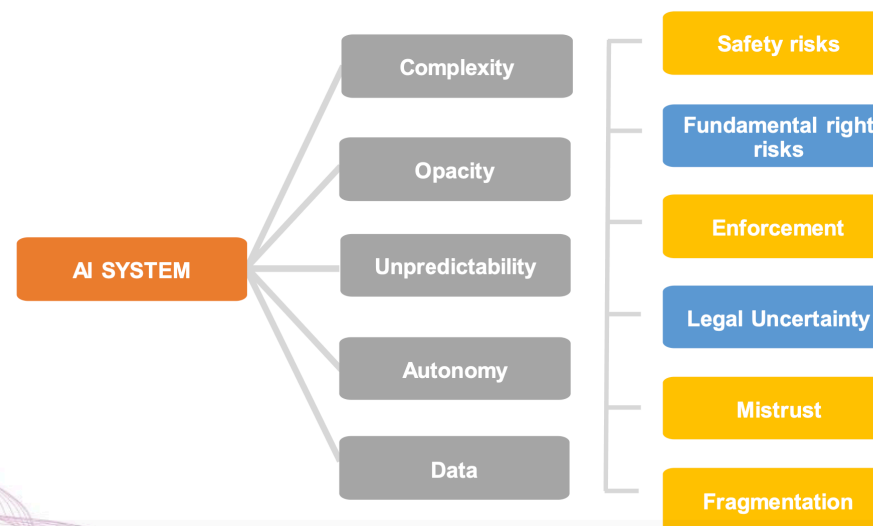 AI SYSTEM
Complexity
Opacity
Unpredictability
Autonomy
Data
Safety risks
Fundamental right
risks
Enforcement
Legal Uncertainty
Mistrust
Fragmentation